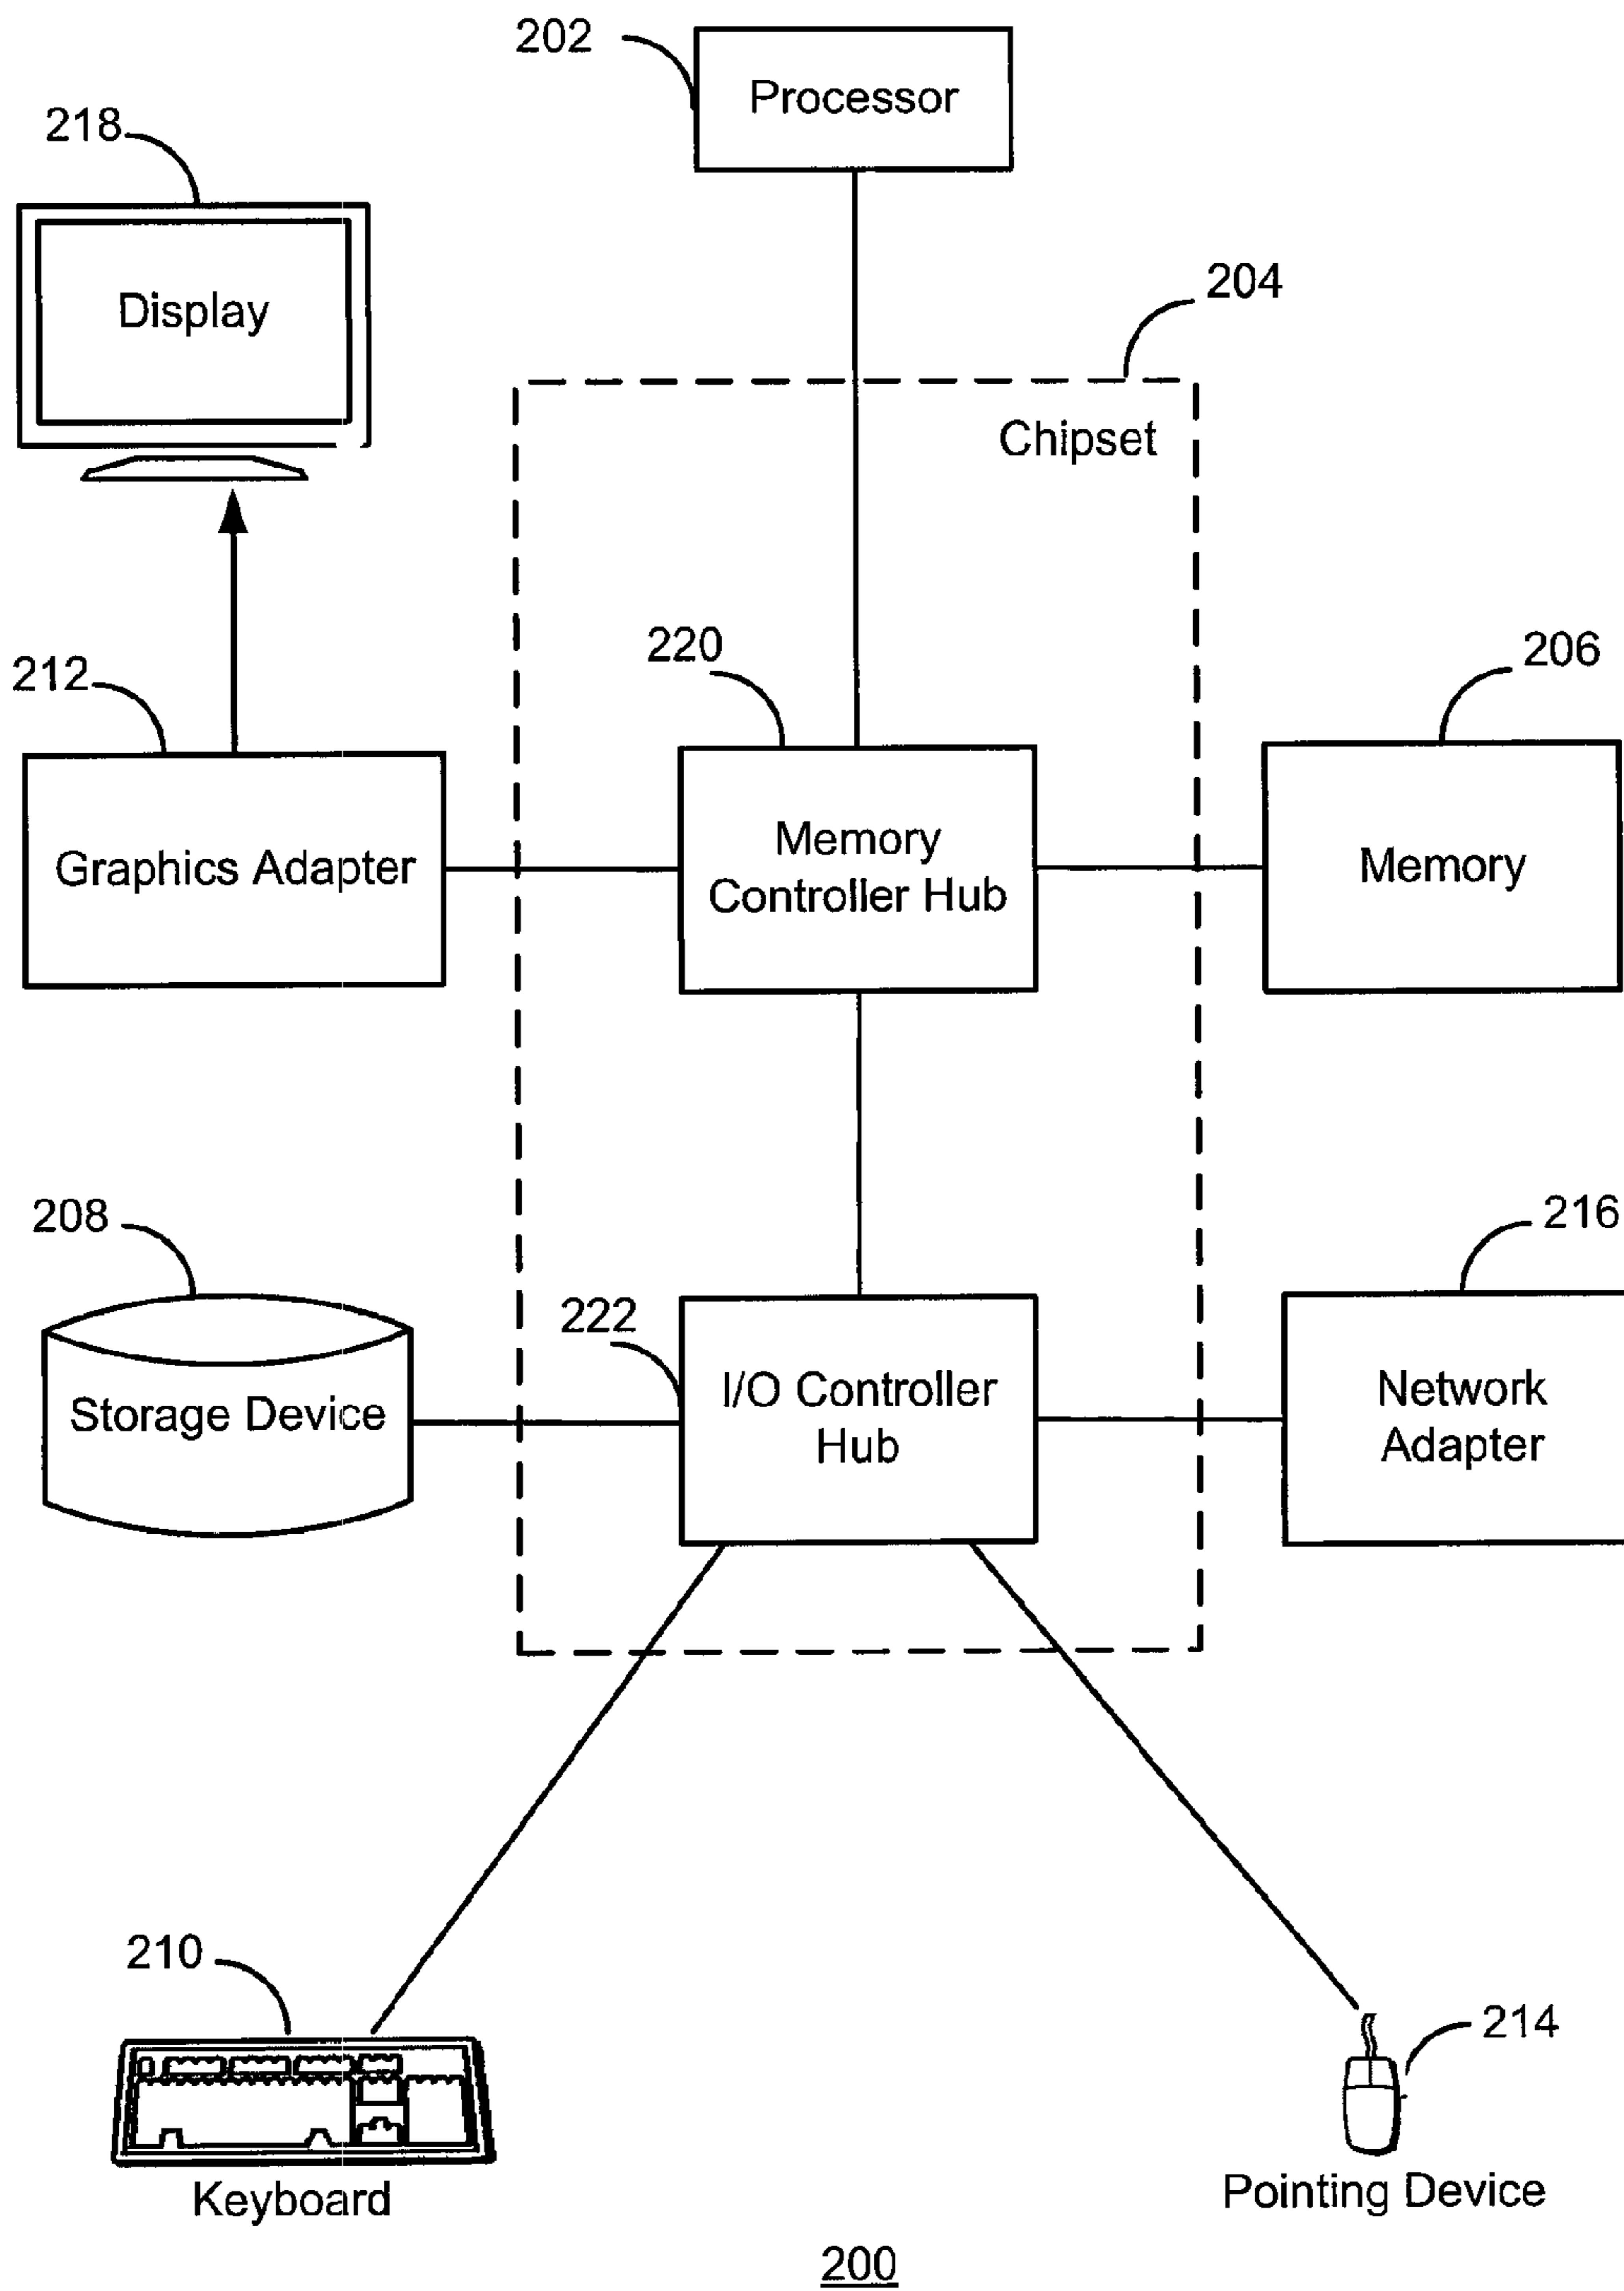 202
Processor
218
Display
204
Chipset
220
206
212
Graphics Adapter
Memory
Controller Hub
Memory
208
216
222
Storage Device
I/O Controller
Hub
Network
Adapter
210
214
Keyboard
Pointing Device
200